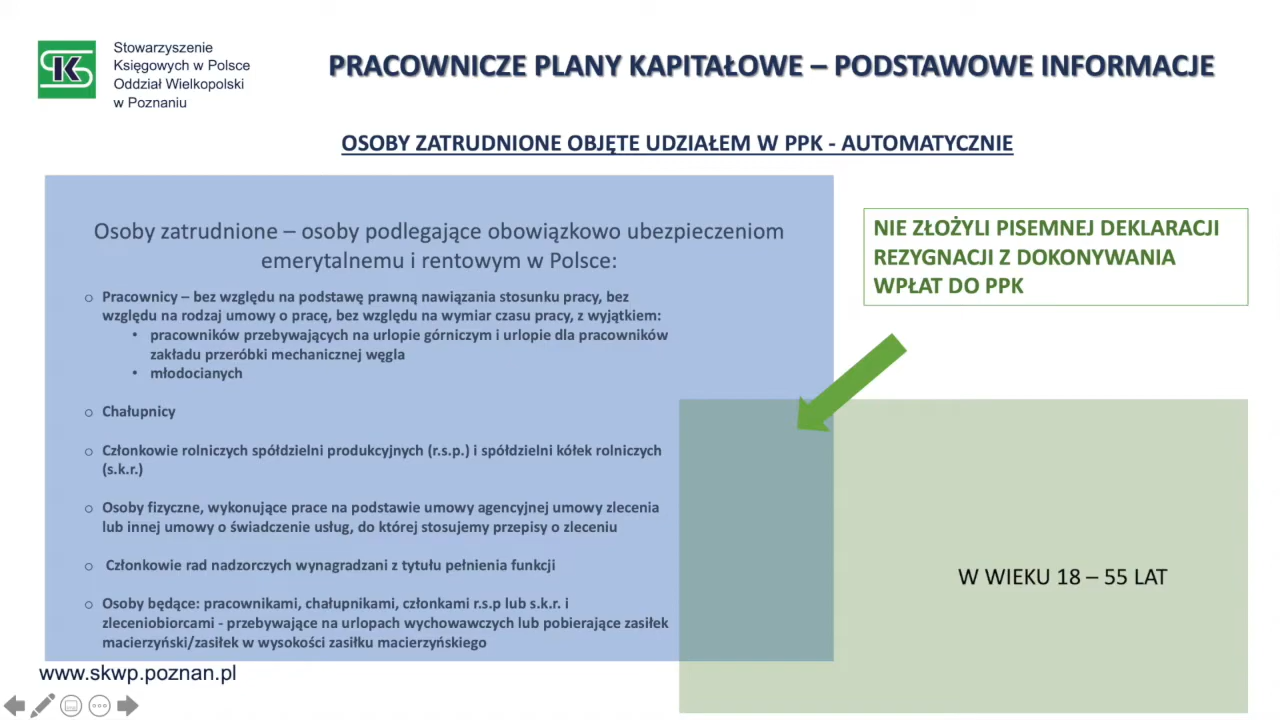 Stowarzyszenie
Księgowych w Polsce
Oddział Wielkopolski
w Poznaniu
PRACOWNICZE PLANY KAPITAŁOWE – PODSTAWOWE INFORMACJE
OSOBY ZATRUDNIONE OBJĘTE UDZIAŁEM W PPK - AUTOMATYCZNIE
Osoby zatrudnione – osoby podlegające obowiązkowo ubezpieczeniom
emerytalnemu i rentowym w Polsce:
o Pracownicy – bez względu na podstawę prawną nawiązania stosunku pracy, bez
względu na rodzaj umowy o pracę, bez względu na wymiar czasu pracy, z wyjątkiem:
• pracowników przebywających na urlopie górniczym i urlopie dla pracowników
zakładu przeróbki mechanicznej węgla
• młodocianych
o Chałupnicy
o Członkowie rolniczych spółdzielni produkcyjnych (r.s.p.) i spółdzielni kółek rolniczych
(s.k.r.)
o Osoby fizyczne, wykonujące prace na podstawie umowy agencyjnej umowy zlecenia
lub innej umowy o świadczenie usług, do której stosujemy przepisy o zleceniu
o Członkowie rad nadzorczych wynagradzani z tytułu pełnienia funkcji
o Osoby będące: pracownikami, chałupnikami, członkami r.s.p lub s.k.r. i
zleceniobiorcami - przebywające na urlopach wychowawczych lub pobierające zasiłek
macierzyński/zasiłek w wysokości zasiłku macierzyńskiego
NIE ZŁOŻYLI PISEMNEJ DEKLARACJI
REZYGNACJI Z DOKONYWANIA
WPŁAT DO PPK
W WIEKU 18 – 55 LAT
www.skwp.poznan.pl